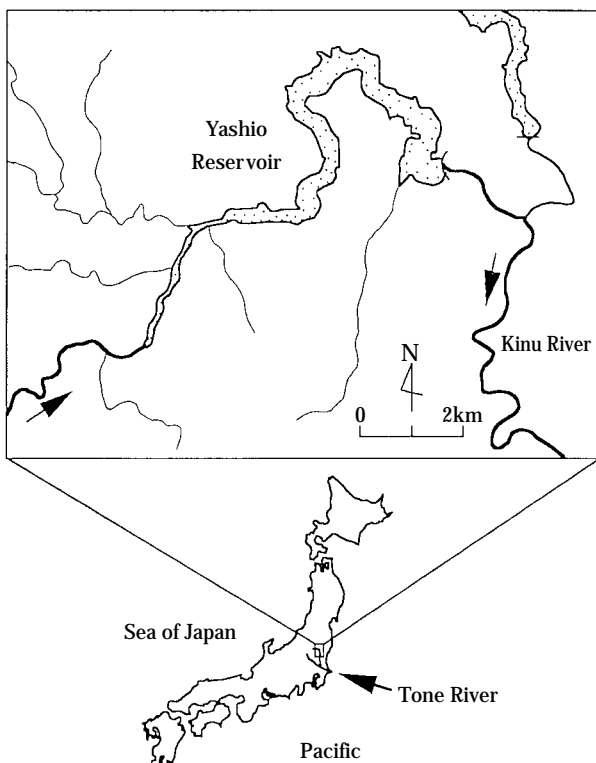 Yashio
Reservoir
N
Kinu River
0 2km
Sea of Japan
Tone River
Pacific